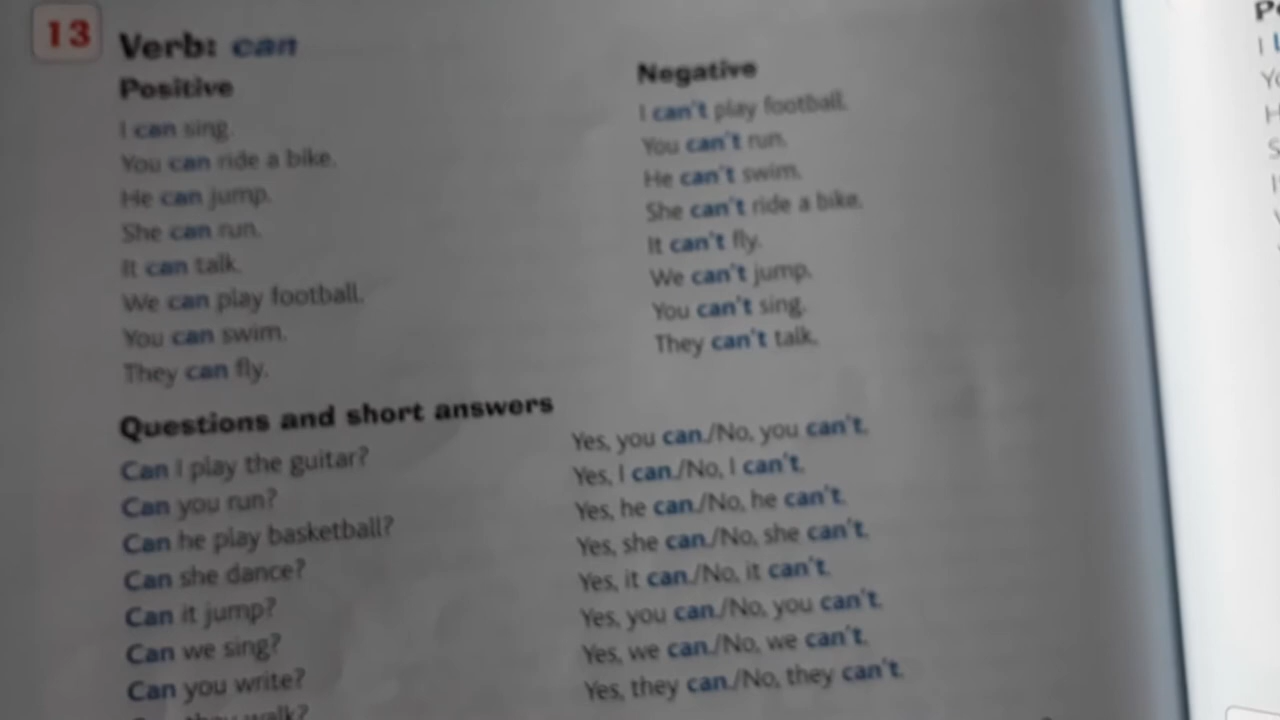 13
Verb: can
Positive
I can sing.
You can ride a bike.
He can jump.
She can run.
It can talk.
We can play football.
You can swim.
They can fly.
Negative
I can't play football.
You can't run.
He can't swim.
She can't ride a bike.
It can't fly.
We can't jump.
You can't sing.
They can't talk.
Questions and short answers
Can I play the guitar?
Can you run?
Can he play basketball?
Can she dance?
Can it jump?
Can we sing?
Can you write?
they walk?
Yes, you can./No, you can't.
Yes, I can./No, I can't.
Yes, he can./No, he can't.
Yes, she can./No, she can't.
Yes, it can./No, it can't.
Yes, you can./No, you can't.
Yes, we can./No, we can't.
Yes, they can./No, they can't.
I